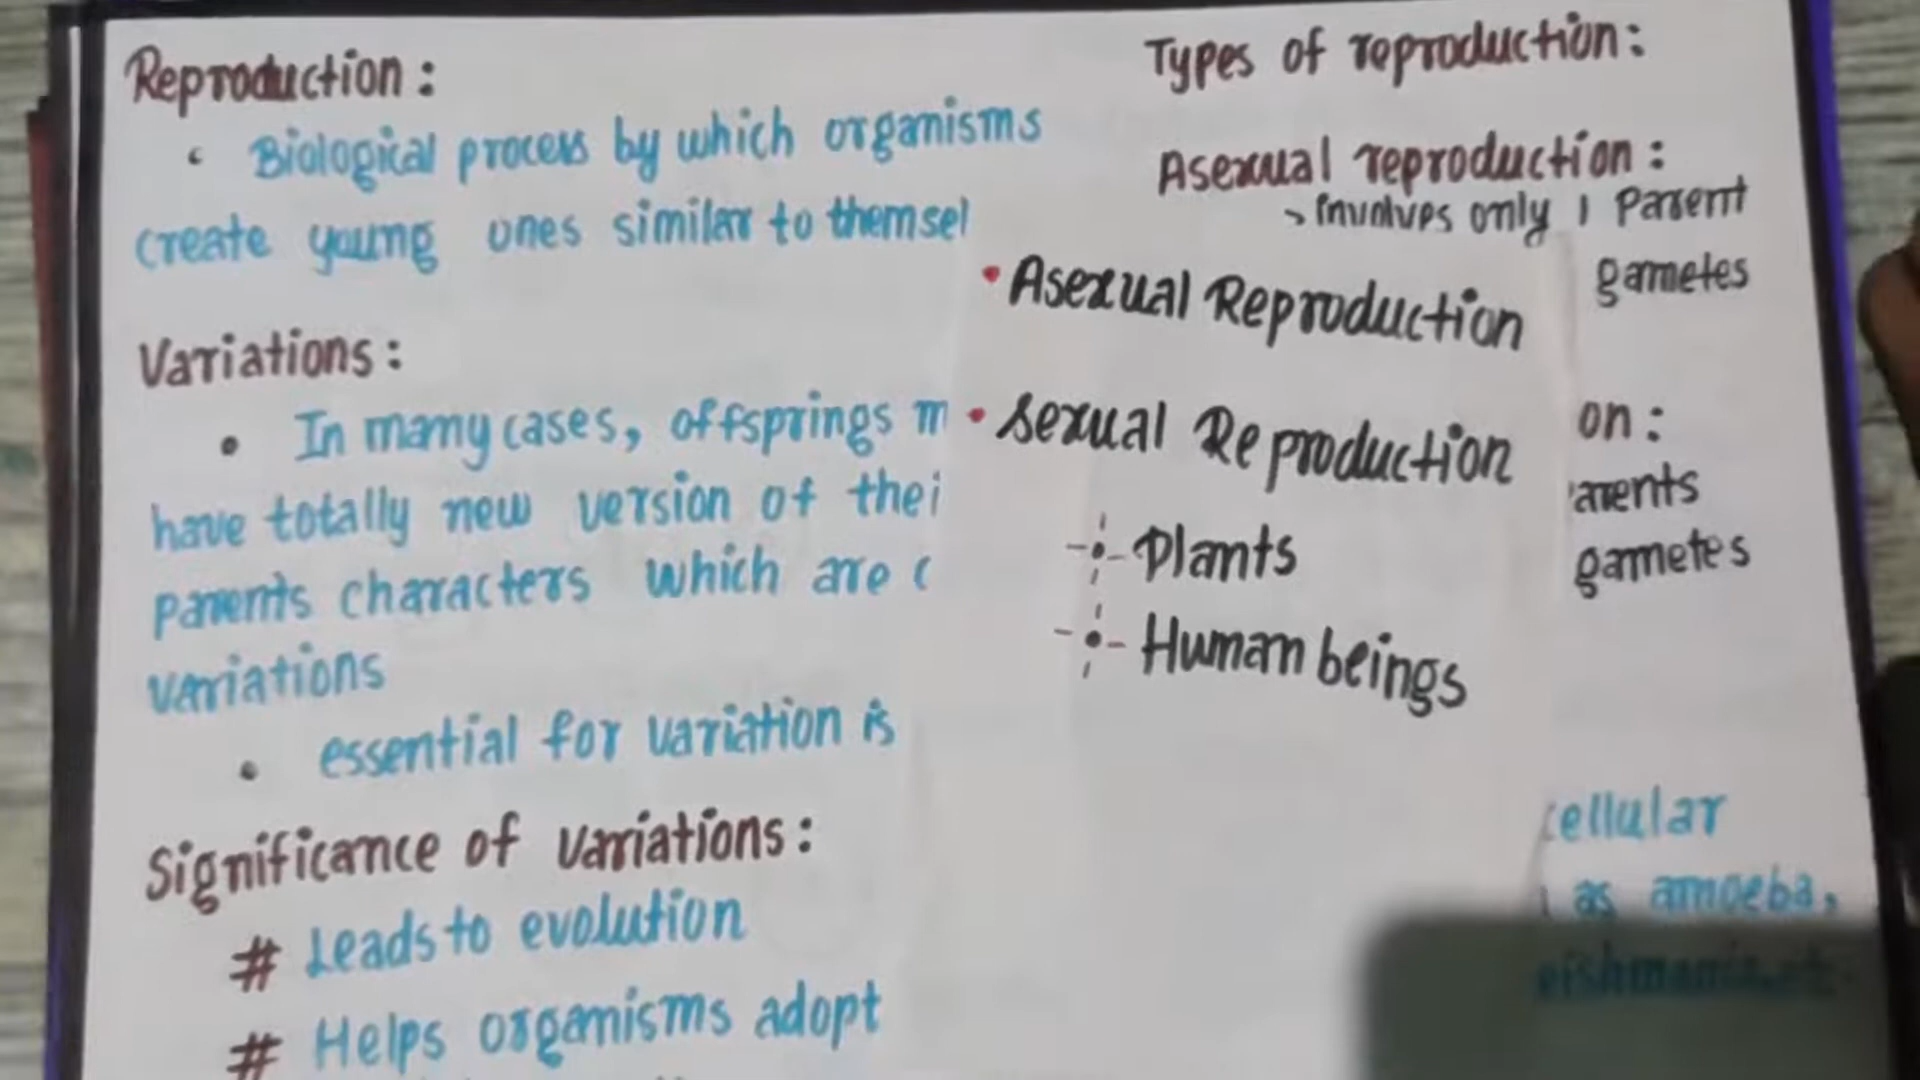 Reproduction :
Biological process by which organisms
create young ones similar to themsel
Variations :
In many cases, offsprings m
have totally new version of thei
parents characters which are
variations
essential for variation is
Significance of variations :
# Leads to evolution
# Helps organisms adopt
Types of reproduction :
Asexual reproduction :
> involves only 1 parent
gametes
• Asexual Reproduction
• Sexual Reproduction
Plants
Human beings
on :
arents
gametes
cellular
as amoeba,
eishmania